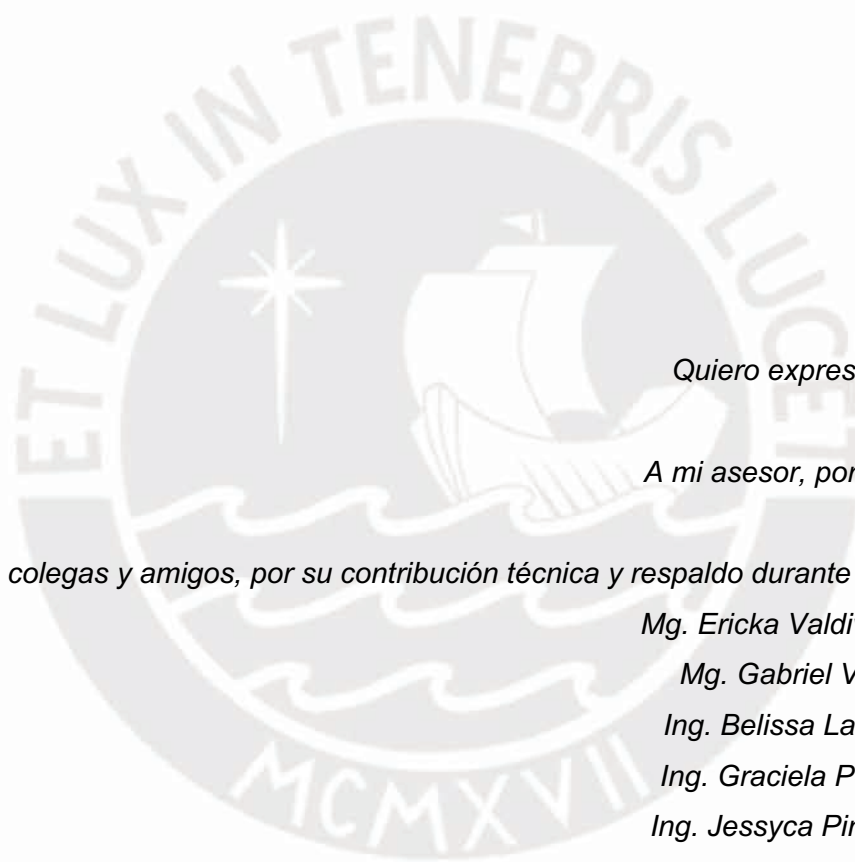 ET LUX IN TENEBRIS LUCET
Quiero expres
A mi asesor, por
colegas y amigos, por su contribución técnica y respaldo durante
Mg. Ericka Valdi
Mg. Gabriel V
Ing. Belissa La
Ing. Graciela P
Ing. Jessyca Pi
MCMXVII